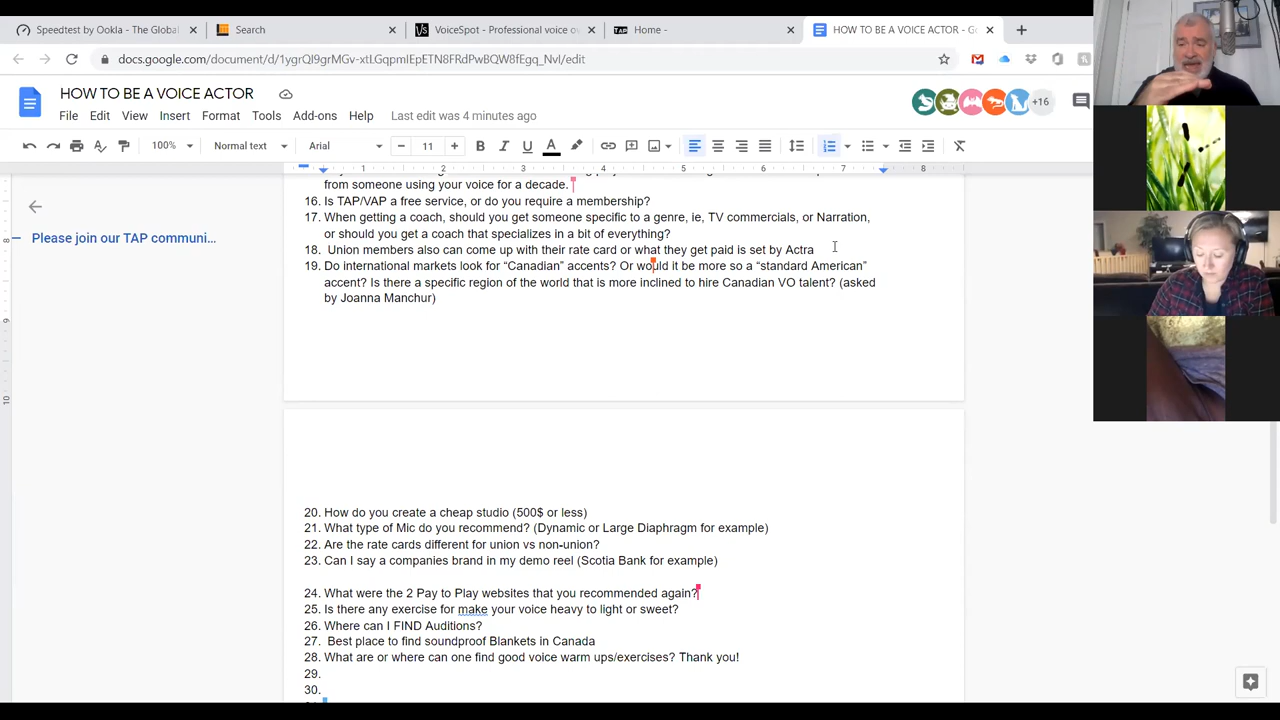 Speedtest by Ookla - The Global
Search
VoiceSpot - Professional voice ov
Home -
HOW TO BE A VOICE ACTOR - Go
docs.google.com/document/d/1ygrQl9grMGv-xtLGqpmIEpETN8FRdPwBQW8fEgq_NvI/edit
HOW TO BE A VOICE ACTOR
+16
File Edit View Insert Format Tools Add-ons Help Last edit was 4 minutes ago
100% Normal text Arial 11
1 2 3 4 5 6 7 8
Please join our TAP communi...
from someone using your voice for a decade.
16. Is TAP/VAP a free service, or do you require a membership?
17. When getting a coach, should you get someone specific to a genre, ie, TV commercials, or Narration,
or should you get a coach that specializes in a bit of everything?
18. Union members also can come up with their rate card or what they get paid is set by Actra
19. Do international markets look for “Canadian” accents? Or would it be more so a “standard American”
accent? Is there a specific region of the world that is more inclined to hire Canadian VO talent? (asked
by Joanna Manchur)
20. How do you create a cheap studio (500$ or less)
21. What type of Mic do you recommend? (Dynamic or Large Diaphragm for example)
22. Are the rate cards different for union vs non-union?
23. Can I say a companies brand in my demo reel (Scotia Bank for example)
24. What were the 2 Pay to Play websites that you recommended again?
25. Is there any exercise for make your voice heavy to light or sweet?
26. Where can I FIND Auditions?
27. Best place to find soundproof Blankets in Canada
28. What are or where can one find good voice warm ups/exercises? Thank you!
29.
30.